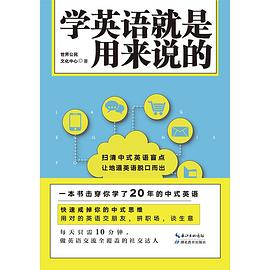 学英语就是
用来说的
世界公民
文化中心 著
扫清中式英语盲点
让地道英语脱口而出
一本书击穿你学了20年的中式英语
快速戒掉你的中式思维
用对的英语交朋友,拼职场,谈生意
每天只需10分钟,
做英语交流全覆盖的社交达人